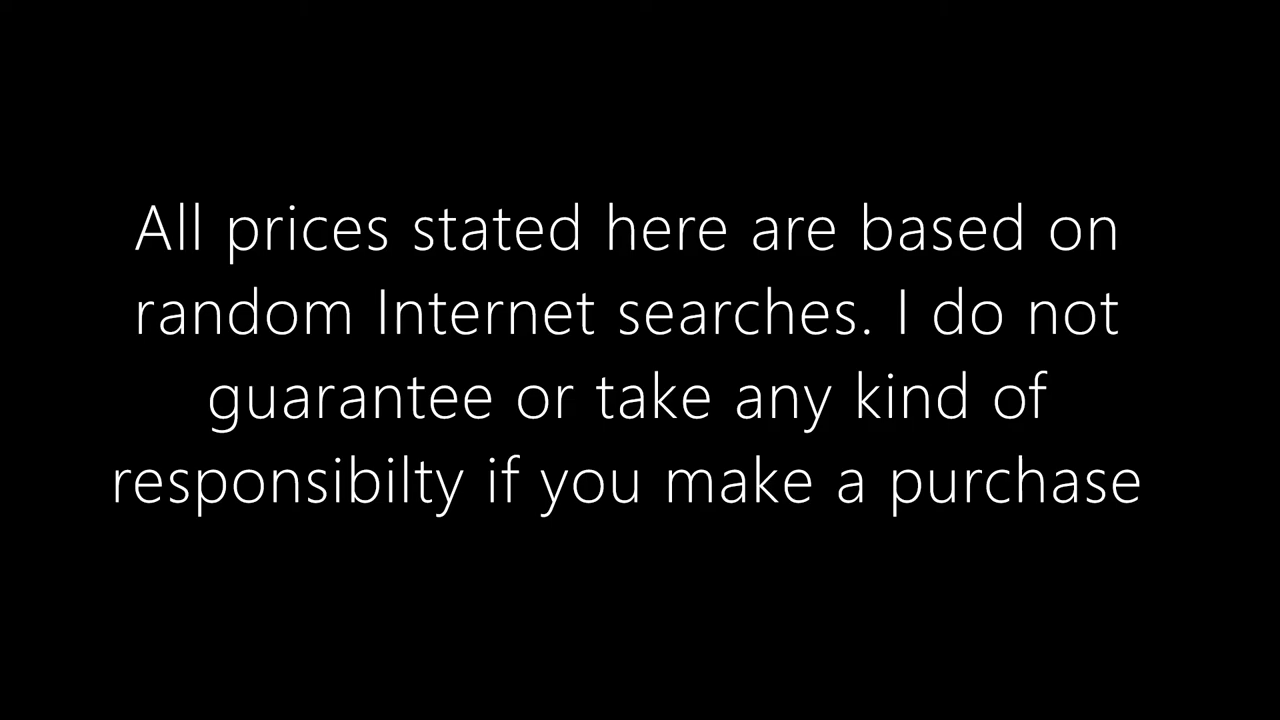 All prices stated here are based on
random Internet searches. I do not
guarantee or take any kind of
responsibilty if you make a purchase